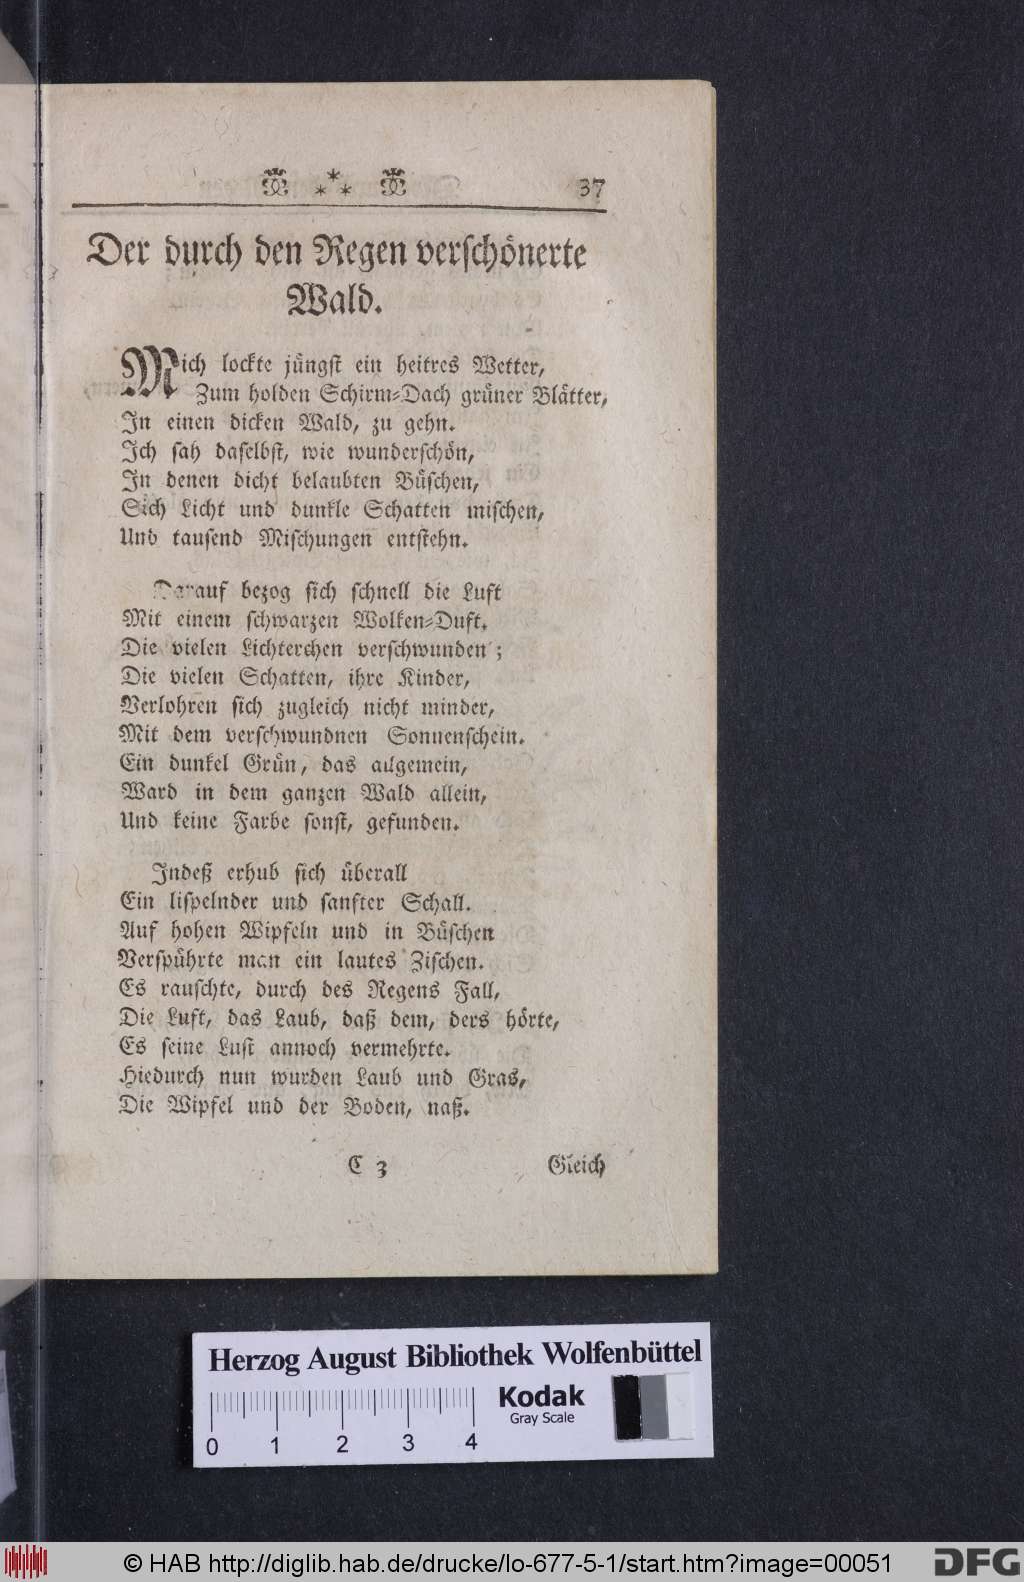 37
Der durch den Regen verschönerte
Wald.
Mich lockte jüngst ein heitres Wetter,
Zum holden Schirm-Dach grüner Blätter,
In einen dicken Wald, zu gehn.
Ich sah daselbst, wie wunderschön,
In denen dicht belaubten Büschen,
Sich Licht und dunkle Schatten mischen,
Und tausend Mischungen entstehn.
Darauf bezog sich schnell die Luft
Mit einem schwarzen Wolken-Duft.
Die vielen Lichterchen verschwunden;
Die vielen Schatten, ihre Kinder,
Verlohren sich zugleich nicht minder,
Mit dem verschwundnen Sonnenschein.
Ein dunkel Grün, das allgemein,
Ward in dem ganzen Wald allein,
Und keine Farbe sonst, gefunden.
Indeß erhub sich überall
Ein lispelnder und sanfter Schall.
Auf hohen Wipfeln und in Büschen
Verspührte man ein lautes Zischen.
Es rauschte, durch des Regens Fall,
Die Luft, das Laub, daß dem, ders hörte,
Es seine Lust annoch vermehrte.
Hiedurch nun wurden Laub und Gras,
Die Wipfel und der Boden, naß.
C 3 Gleich
Herzog August Bibliothek Wolfenbüttel
Kodak
Gray Scale
0 1 2 3 4
© HAB http://diglib.hab.de/drucke/lo-677-5-1/start.htm?image=00051
DFG